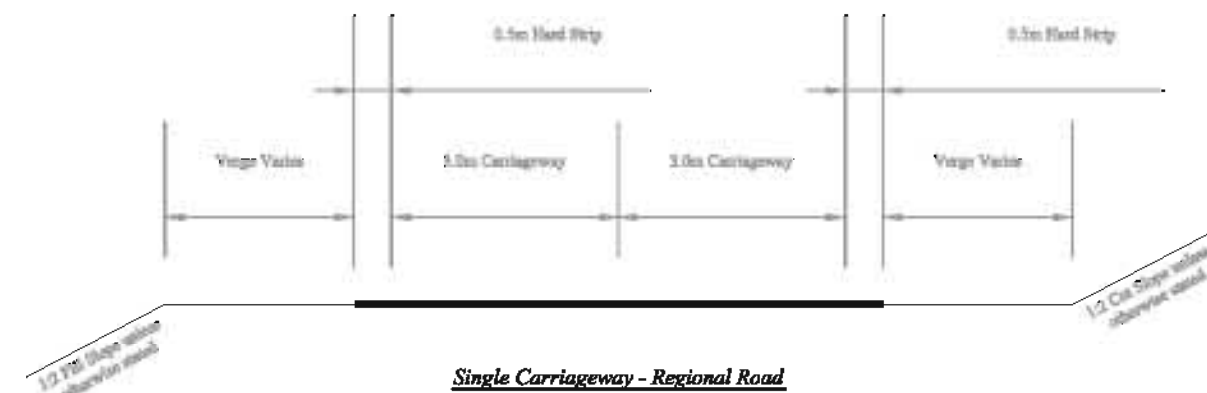 0.5m Hard Strip
0.5m Hard Strip
Verge Varies
3.0m Carriageway
3.0m Carriageway
Verge Varies
1:2 Cut Slope unless
otherwise stated
1:2 Fill Slope unless
otherwise stated
Single Carriageway - Regional Road